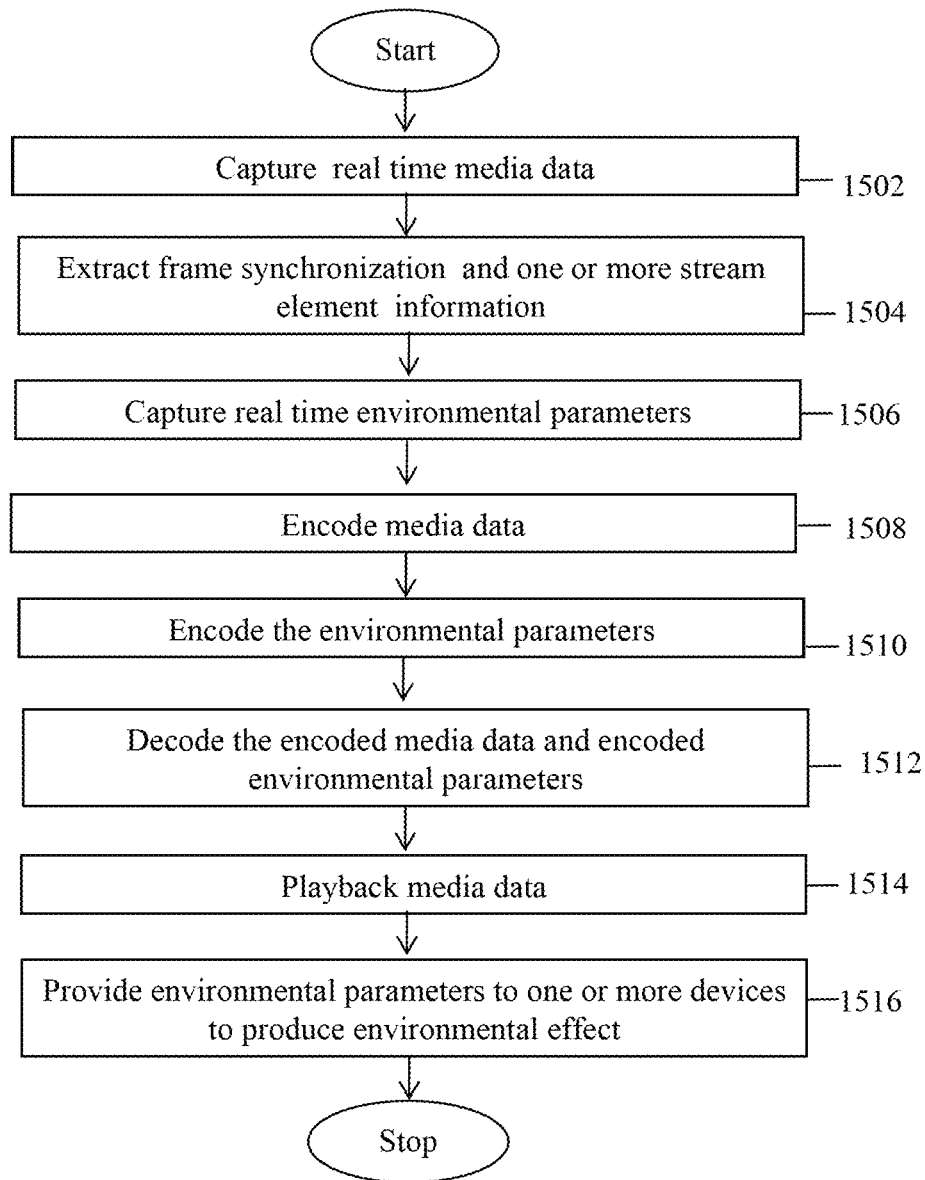 Start
Capture real time media data
1502
Extract frame synchronization and one or more stream
element information
1504
Capture real time environmental parameters
1506
Encode media data
1508
Encode the environmental parameters
1510
Decode the encoded media data and encoded
environmental parameters
1512
Playback media data
1514
Provide environmental parameters to one or more devices
to produce environmental effect
1516
Stop